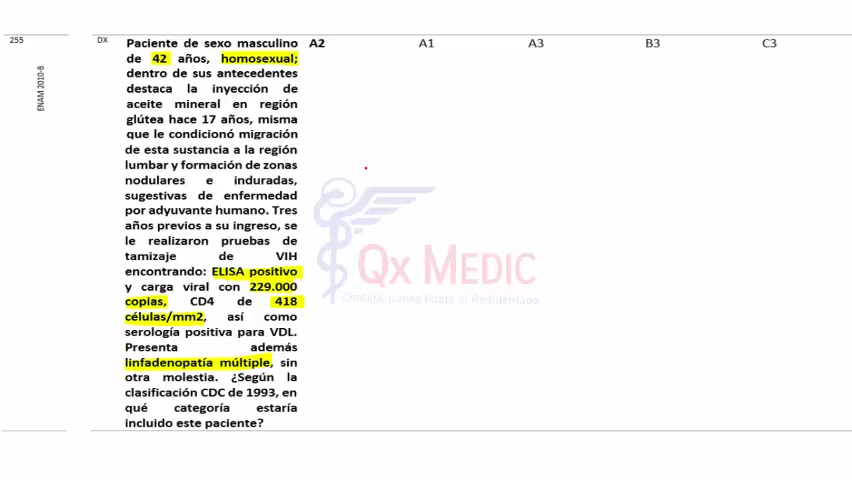 255
ENAM 2010-B
DX
Paciente de sexo masculino
de 42 años, homosexual;
dentro de sus antecedentes
destaca la inyección de
aceite mineral en región
glútea hace 17 años, misma
que le condicionó migración
de esta sustancia a la región
lumbar y formación de zonas
nodulares e induradas,
sugestivas de enfermedad
por adyuvante humano. Tres
años previos a su ingreso, se
le realizaron pruebas de
tamizaje de VIH
encontrando: ELISA positivo
y carga viral con 229.000
copias, CD4 de 418
células/mm2, así como
serología positiva para VDL.
Presenta además
linfadenopatía múltiple, sin
otra molestia. ¿Según la
clasificación CDC de 1993, en
qué categoría estaría
incluido este paciente?
A2
A1
A3
B3
C3
Qx MEDIC
Contigo, juntos hasta el Residentado